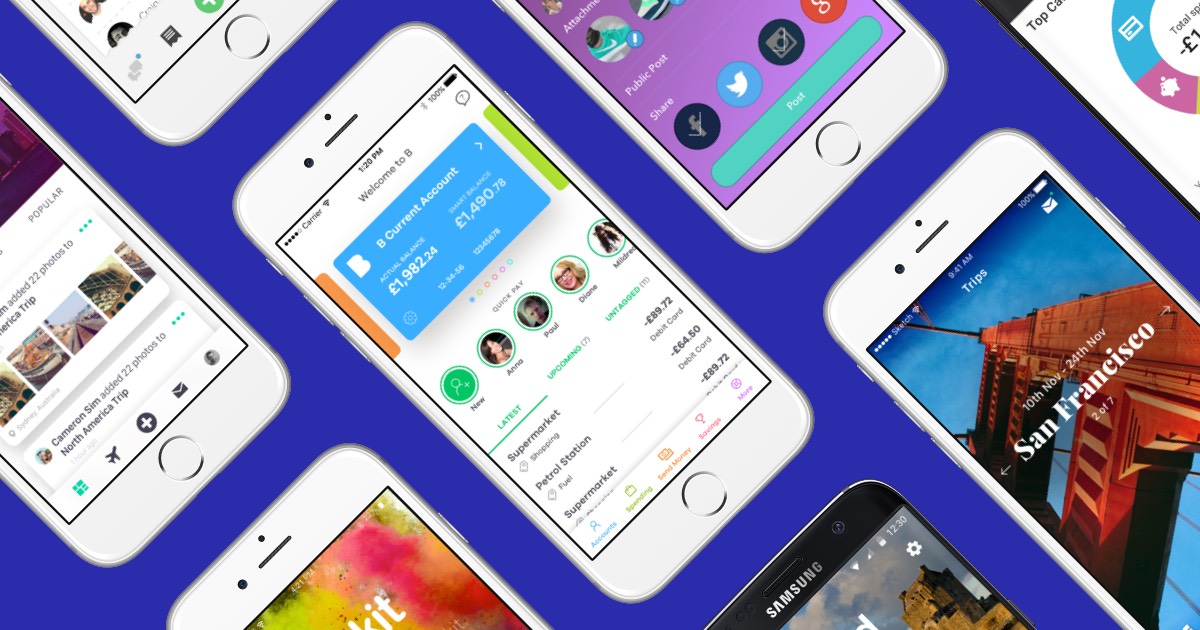 POPULAR
added 22 photos to
Trip
Sydney, Australia
Cameron Sim added 22 photos to
North America Trip
1 hour ago
Carrier
1:20 PM
100%
Welcome to B
B Current Account
ACTUAL BALANCE
£1,982.24
SMART BALANCE
£1,490.78
12-34-56
12345678
QUICK PAY
New
Anna
Paul
Diane
LATEST
UPCOMING (7)
UNTAGGED (11)
Supermarket
Shopping
-£89.72
Debit Card
Petrol Station
Fuel
-£64.50
Debit Card
Supermarket
-£89.72
Accounts
Spending
Send Money
Savings
More
Public Post
Share
Post
Top
Total
Sketch
9:41 AM
100%
Trips
10th Nov - 24th Nov
San Francisco
2 of 7
4:21 PM
kit
SAMSUNG
12:30